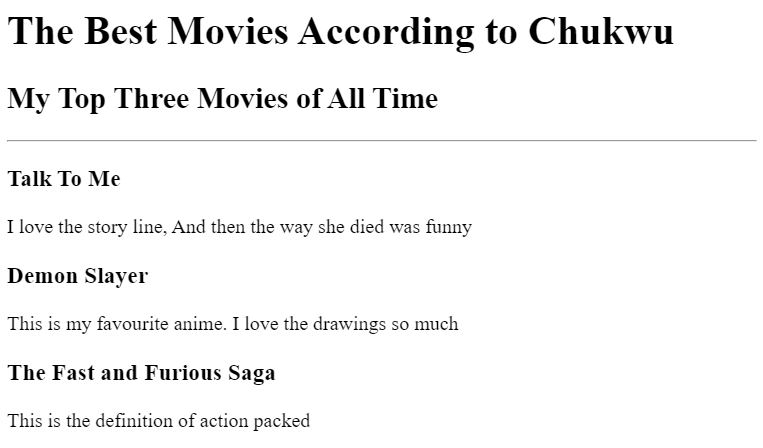 The Best Movies According to Chukwu
My Top Three Movies of All Time
Talk To Me
I love the story line, And then the way she died was funny
Demon Slayer
This is my favourite anime. I love the drawings so much
The Fast and Furious Saga
This is the definition of action packed